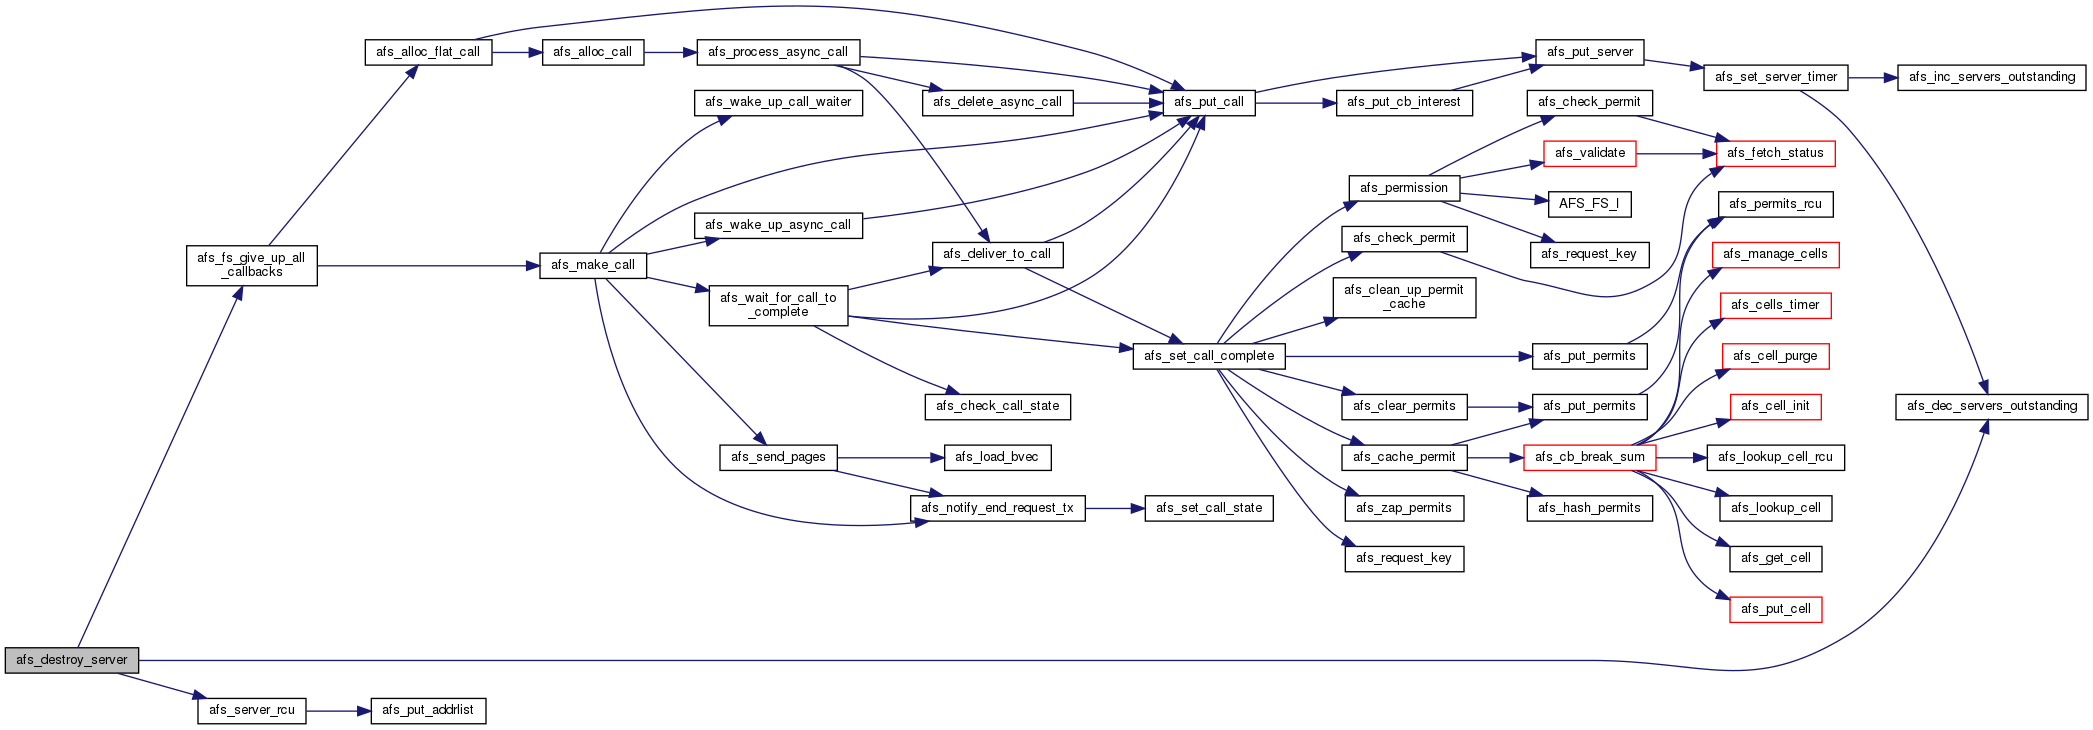 afs_alloc_flat_call
afs_alloc_call
afs_process_async_call
afs_put_server
afs_set_server_timer
afs_inc_servers_outstanding
afs_wake_up_call_waiter
afs_delete_async_call
afs_put_call
afs_put_cb_interest
afs_check_permit
afs_validate
afs_fetch_status
afs_permission
AFS_FS_I
afs_permits_rcu
afs_wake_up_async_call
afs_check_permit
afs_request_key
afs_manage_cells
afs_fs_give_up_all
_callbacks
afs_make_call
afs_deliver_to_call
afs_wait_for_call_to
_complete
afs_clean_up_permit
_cache
afs_cells_timer
afs_set_call_complete
afs_put_permits
afs_cell_purge
afs_check_call_state
afs_clear_permits
afs_put_permits
afs_cell_init
afs_dec_servers_outstanding
afs_send_pages
afs_load_bvec
afs_cache_permit
afs_cb_break_sum
afs_lookup_cell_rcu
afs_notify_end_request_tx
afs_set_call_state
afs_zap_permits
afs_hash_permits
afs_lookup_cell
afs_request_key
afs_get_cell
afs_put_cell
afs_destroy_server
afs_server_rcu
afs_put_addrlist